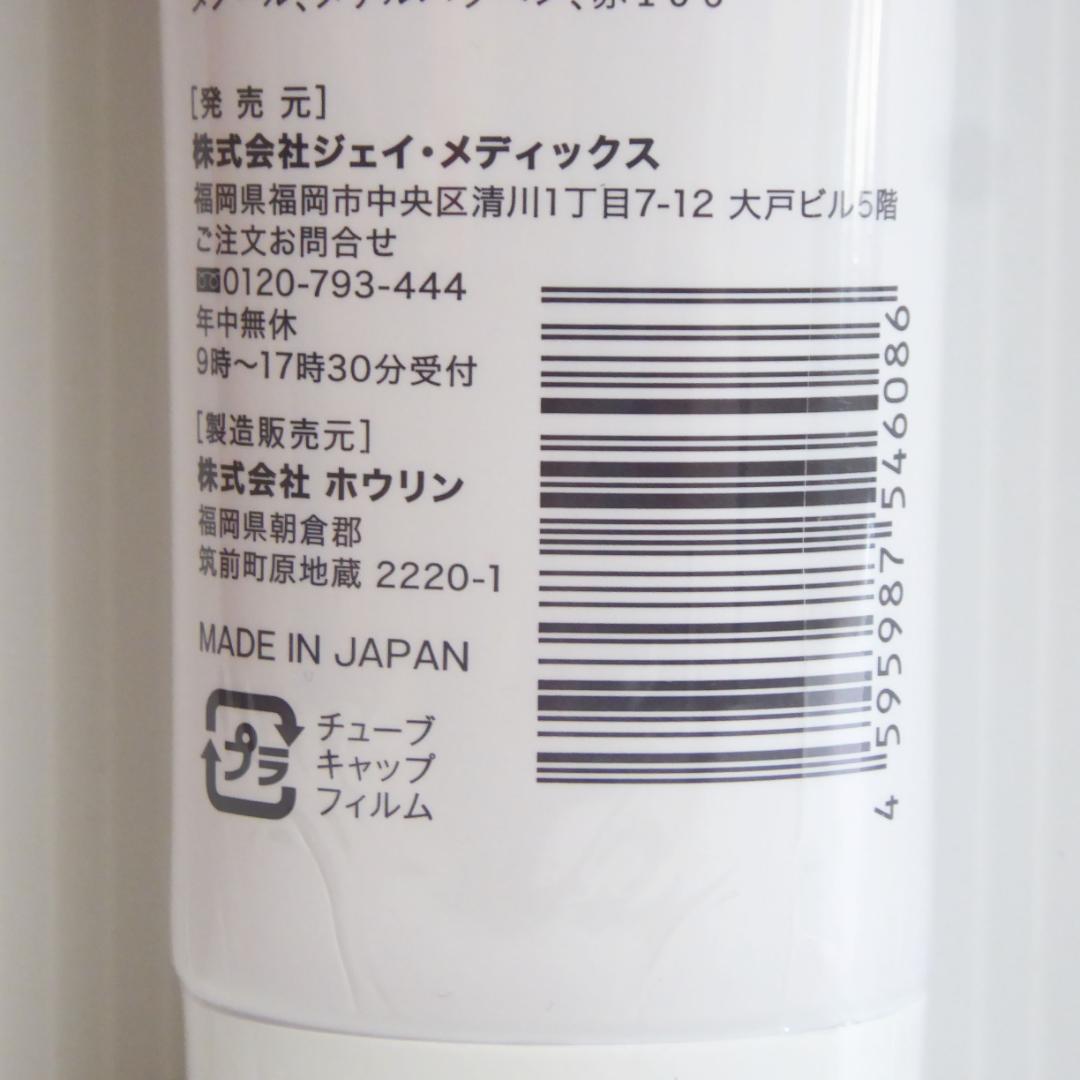 [発売元]
株式会社ジェイ・メディックス
福岡県福岡市中央区清川1丁目7-12 大戸ビル5階
ご注文お問合せ
0120-793-444
年中無休
9時～17時30分受付
[製造販売元]
株式会社 ホウリン
福岡県朝倉郡
筑前町原地蔵 2220-1
MADE IN JAPAN
プラ
チューブ
キャップ
フィルム
4 595987 546086